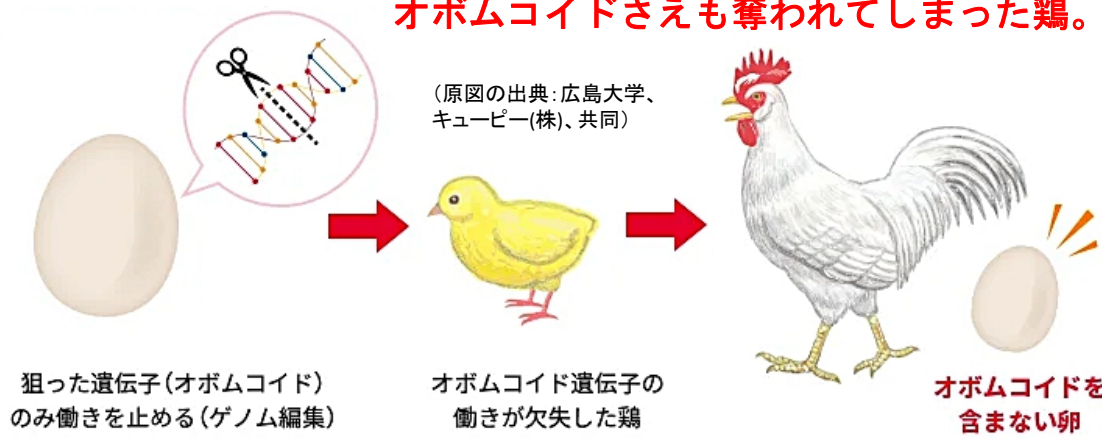 オボムコイドさえも奪われてしまった鶏。
（原図の出典：広島大学、
キューピー(株)、共同）
狙った遺伝子（オボムコイド）
のみ働きを止める（ゲノム編集）
オボムコイド遺伝子の
働きが欠失した鶏
オボムコイドを
含まない卵